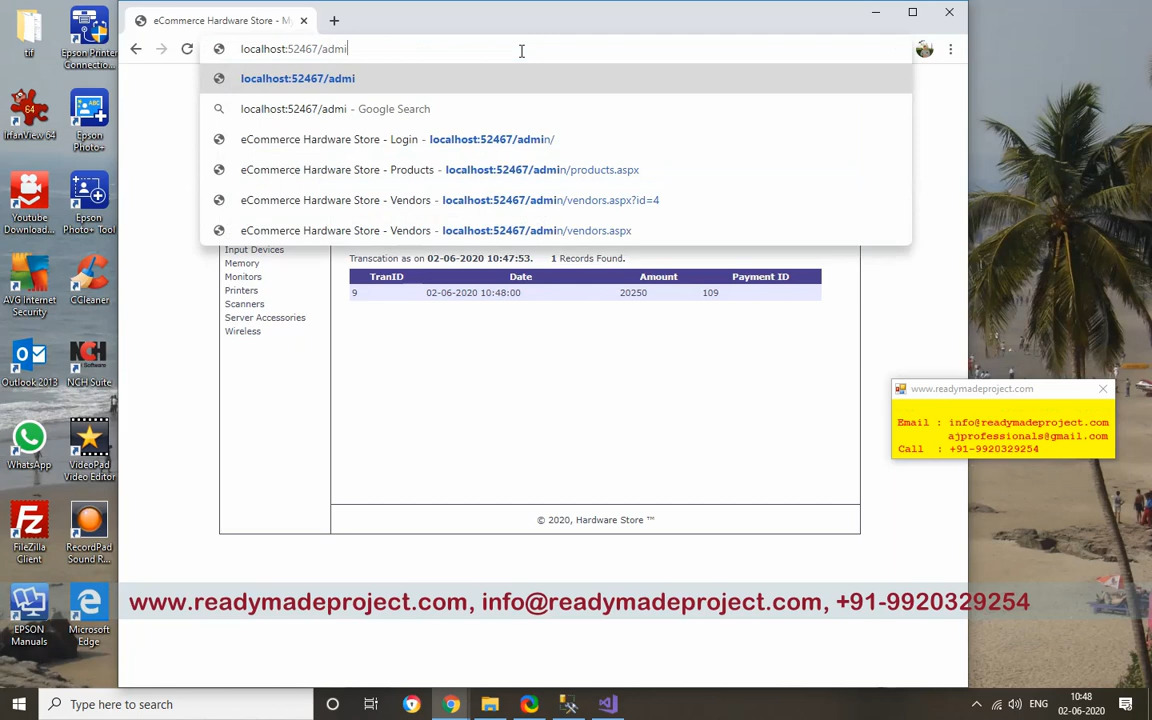 tif
Epson Printer
Connectio...
IrfanView 64
Epson
Photo+
Youtube
Download...
Epson
Photo+ Tool
AVG Internet
Security
CCleaner
Outlook 2013
NCH Suite
WhatsApp
VideoPad
Video Editor
FileZilla
Client
RecordPad
Sound R...
EPSON
Manuals
Microsoft
Edge
eCommerce Hardware Store - My
localhost:52467/admi
localhost:52467/admi
localhost:52467/admi - Google Search
eCommerce Hardware Store - Login - localhost:52467/admin/
eCommerce Hardware Store - Products - localhost:52467/admin/products.aspx
eCommerce Hardware Store - Vendors - localhost:52467/admin/vendors.aspx?id=4
eCommerce Hardware Store - Vendors - localhost:52467/admin/vendors.aspx
Input Devices
Memory
Monitors
Printers
Scanners
Server Accessories
Wireless
Transcation as on 02-06-2020 10:47:53. 1 Records Found.
TranID Date Amount Payment ID
9 02-06-2020 10:48:00 20250 109
© 2020, Hardware Store ™
www.readymadeproject.com
Email : info@readymadeproject.com
ajprofessionals@gmail.com
Call : +91-9920329254
www.readymadeproject.com, info@readymadeproject.com, +91-9920329254
Type here to search
ENG
10:48
02-06-2020